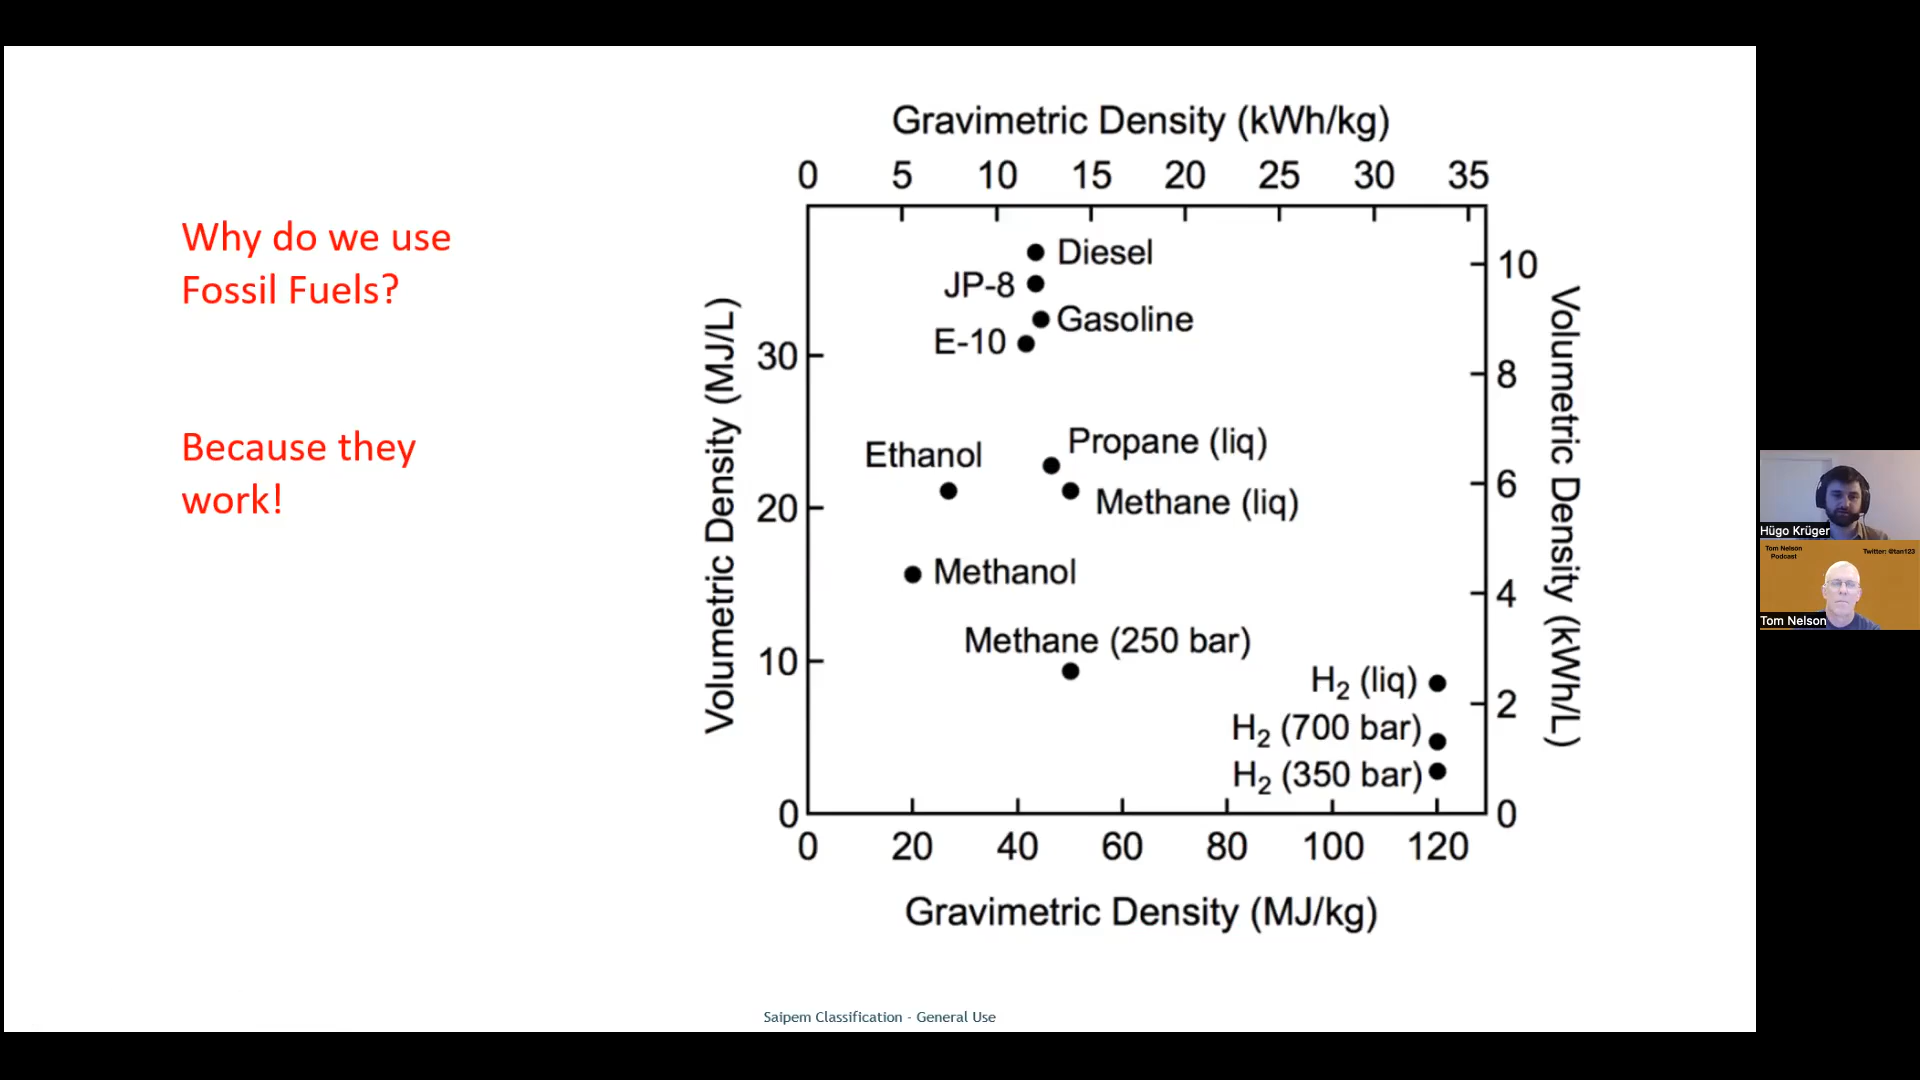 Why do we use
Fossil Fuels?
Because they
work!
Gravimetric Density (kWh/kg)
0 5 10 15 20 25 30 35
Volumetric Density (MJ/L)
30
20
10
0
Diesel
JP-8
Gasoline
E-10
Ethanol
Propane (liq)
Methane (liq)
Methanol
Methane (250 bar)
H₂ (liq)
H₂ (700 bar)
H₂ (350 bar)
10
8
6
4
2
0
Volumetric Density (kWh/L)
0 20 40 60 80 100 120
Gravimetric Density (MJ/kg)
Saipem Classification - General Use
Hügo Krüger
Tom Nelson
Podcast
Twitter: @tan123
Tom Nelson